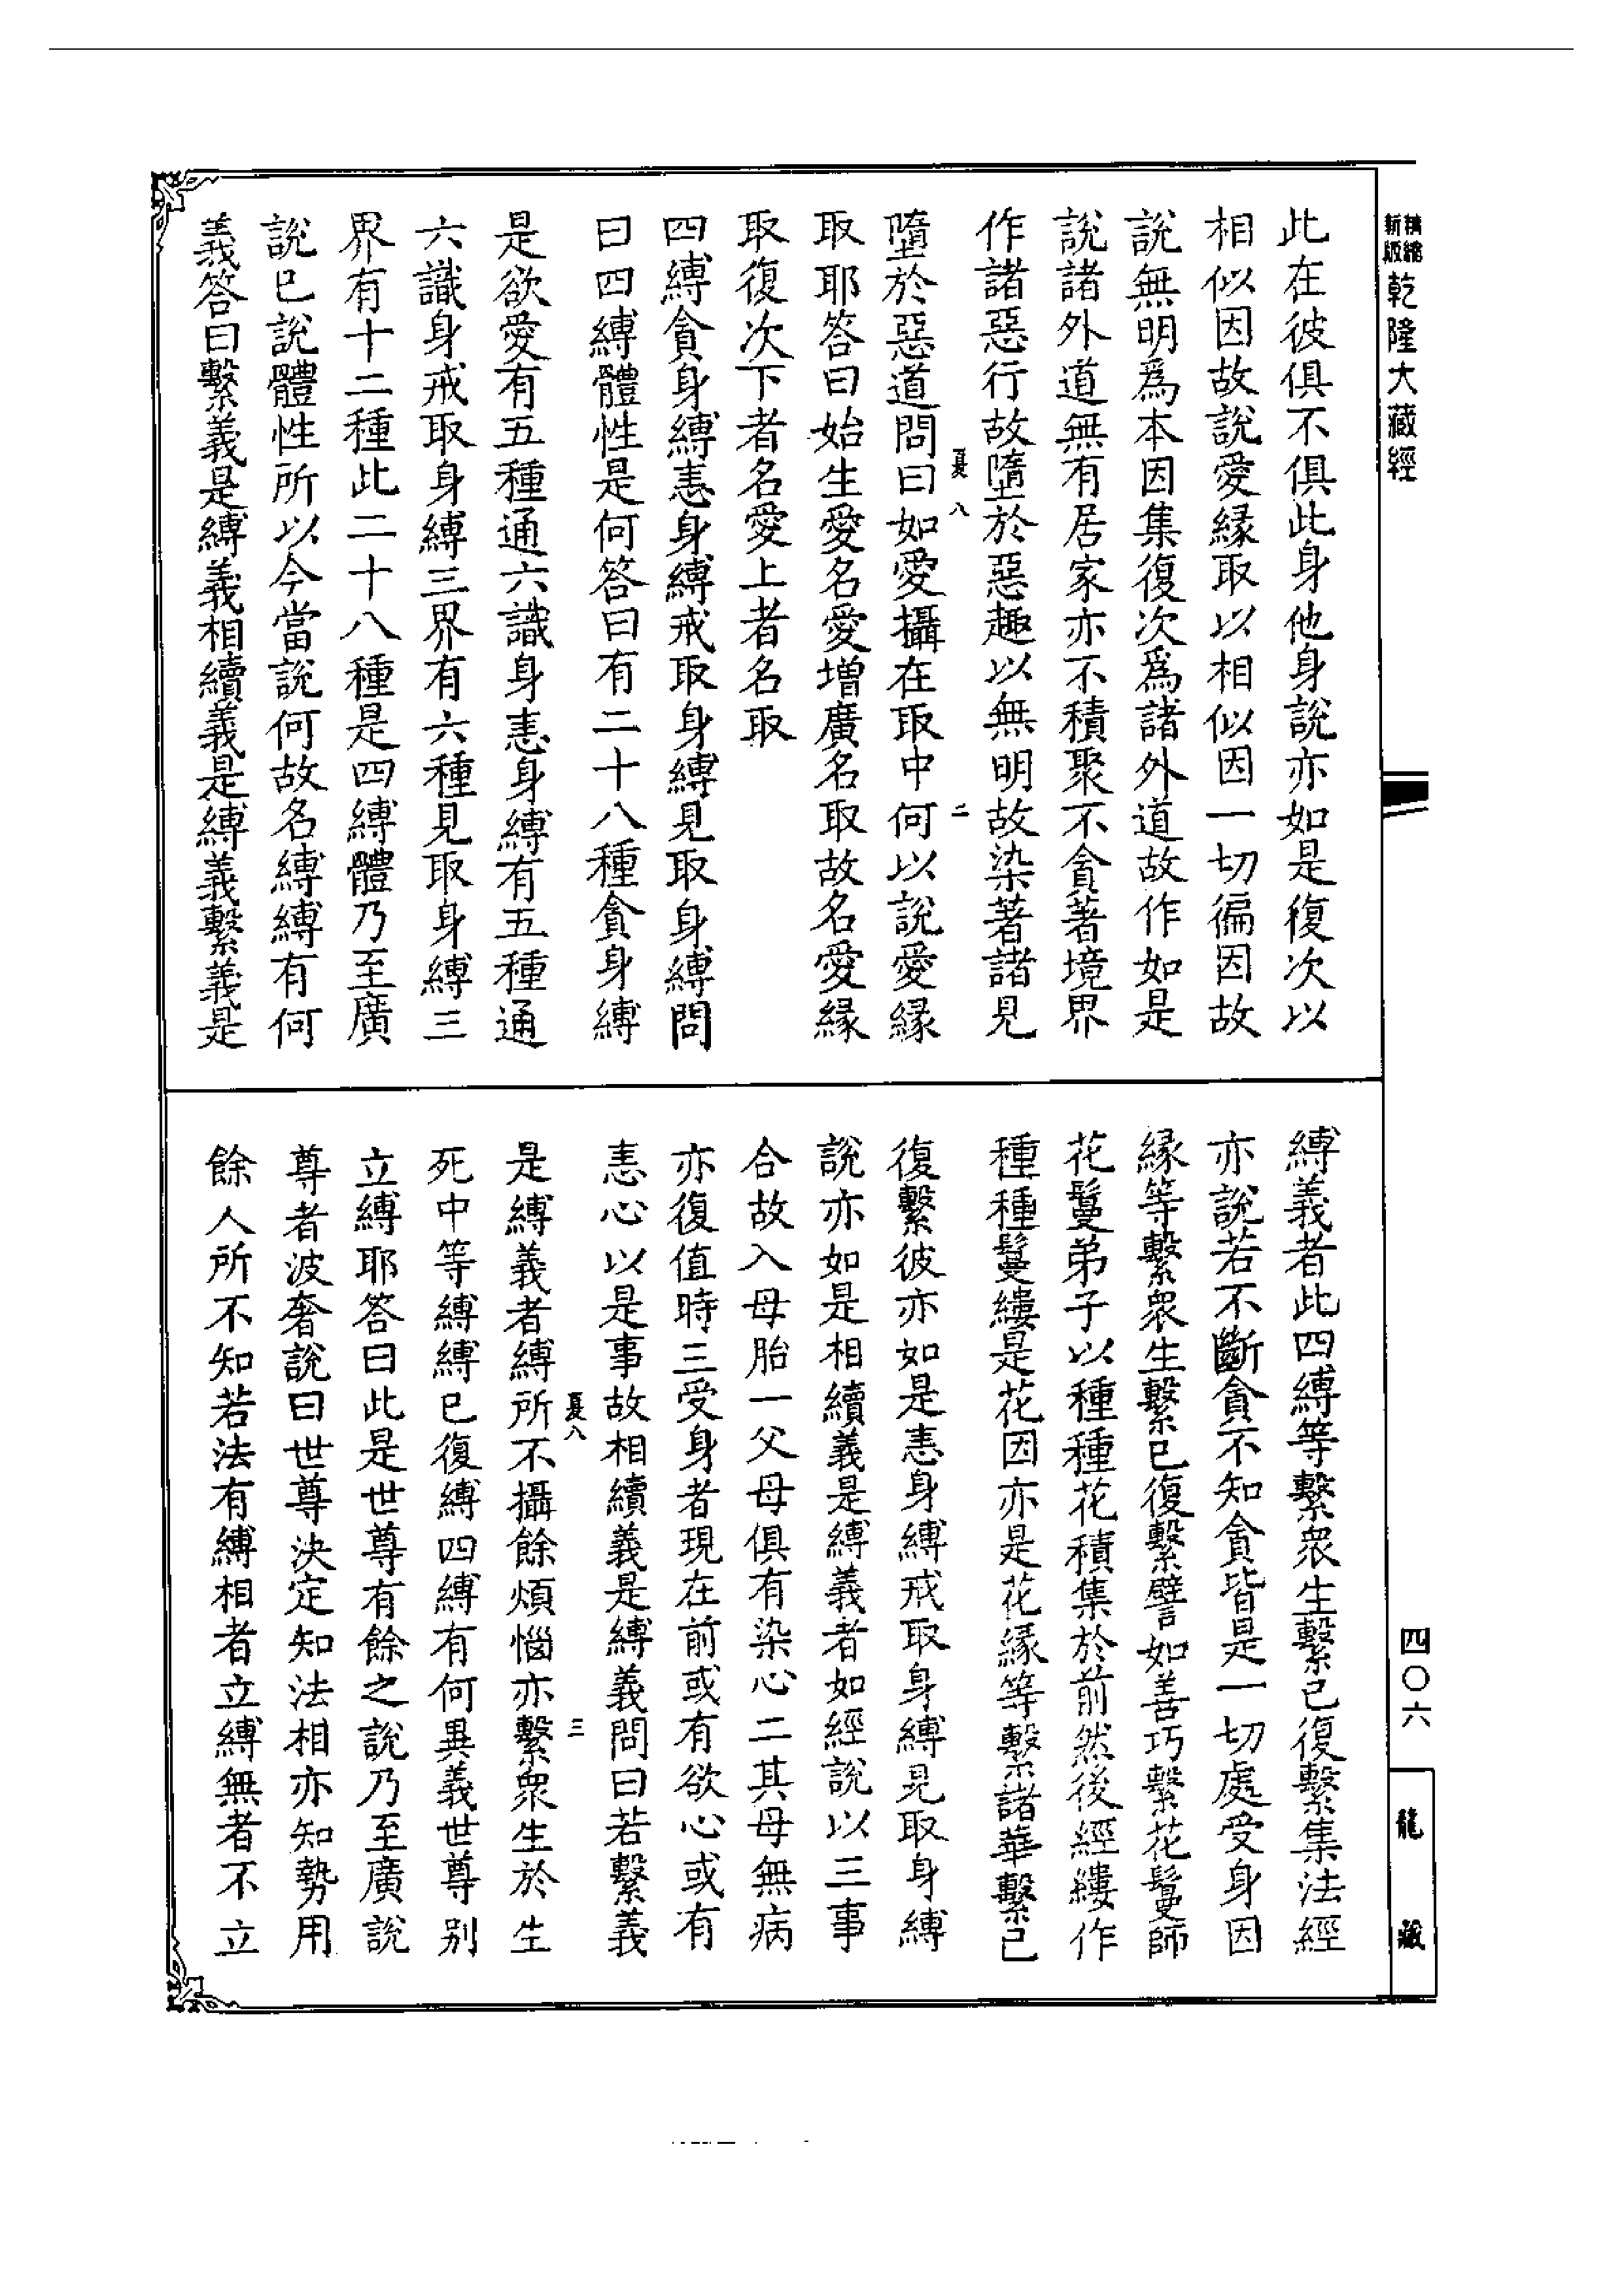 新版精縮
乾隆大藏經
此在彼俱不俱此身他身說亦如是復次以
相似因故說愛緣取以相似因一切徧因故
說無明爲本因集復次爲諸外道故作如是
說諸外道無有居家亦不積聚不貪著境界
作諸惡行故墮於惡趣以無明故染著諸見
夏八 二
墮於惡道問曰如愛攝在取中何以說愛緣
取耶答曰始生愛名愛增廣名取故名愛緣
取復次下者名愛上者名取
四縛貪身縛恚身縛戒取身縛見取身縛問
曰四縛體性是何答曰有二十八種貪身縛
是欲愛有五種通六識身恚身縛有五種通
六識身戒取身縛三界有六種見取身縛三
界有十二種此二十八種是四縛體乃至廣
說已說體性所以今當說何故名縛縛有何
義答曰繫義是縛義相續義是縛義繫義是
縛義者此四縛等繫衆生繫已復繫集法經
亦說若不斷貪不知貪皆是一切處受身因
緣等繫衆生繫已復繫譬如善巧繫花鬘師
花鬘弟子以種種花積集於前然後經縷作
種種鬘縷是花因亦是花緣等繫諸華繫已
復繫彼亦如是恚身縛戒取身縛見取身縛
說亦如是相續義是縛義者如經說以三事
合故入母胎一父母俱有染心二其母無病
亦復值時三受身者現在前或有欲心或有
恚心以是事故相續義是縛義問曰若繫義
夏八 三
是縛義者縛所不攝餘煩惱亦繫衆生於生
死中等縛縛已復縛四縛有何異義世尊別
立縛耶答曰此是世尊有餘之說乃至廣說
尊者波奢說曰世尊決定知法相亦知勢用
餘人所不知若法有縛相者立縛無者不立
四〇六
龍藏